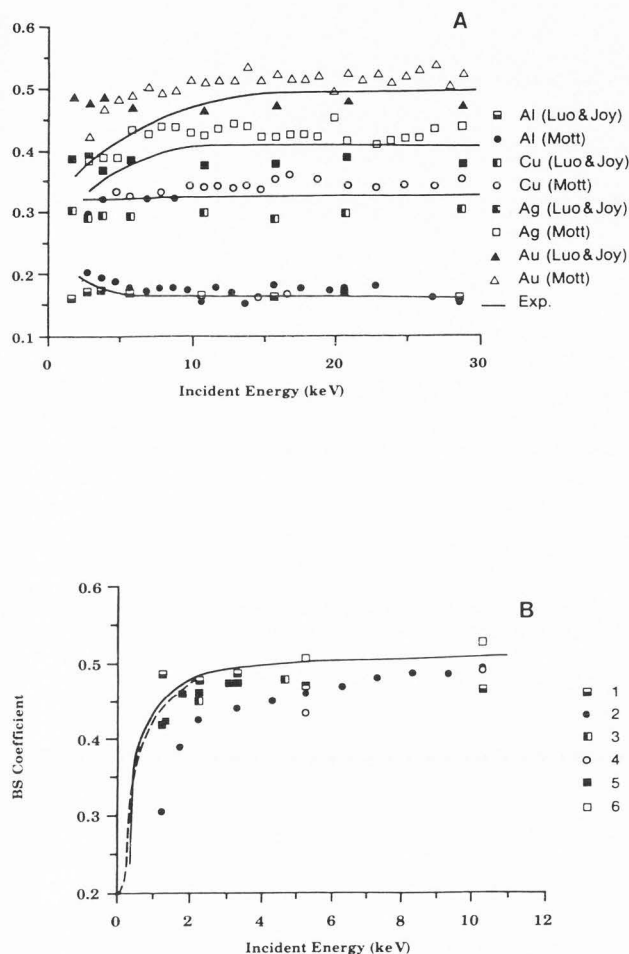 A
0.6
0.5
0.4
0.3
0.2
0.1
0
10
20
30
Incident Energy (keV)
Al (Luo & Joy)
Al (Mott)
Cu (Luo & Joy)
Cu (Mott)
Ag (Luo & Joy)
Ag (Mott)
Au (Luo & Joy)
Au (Mott)
Exp.
B
0.6
0.5
0.4
0.3
0.2
BS Coefficient
0
2
4
6
8
10
12
Incident Energy (keV)
1
2
3
4
5
6